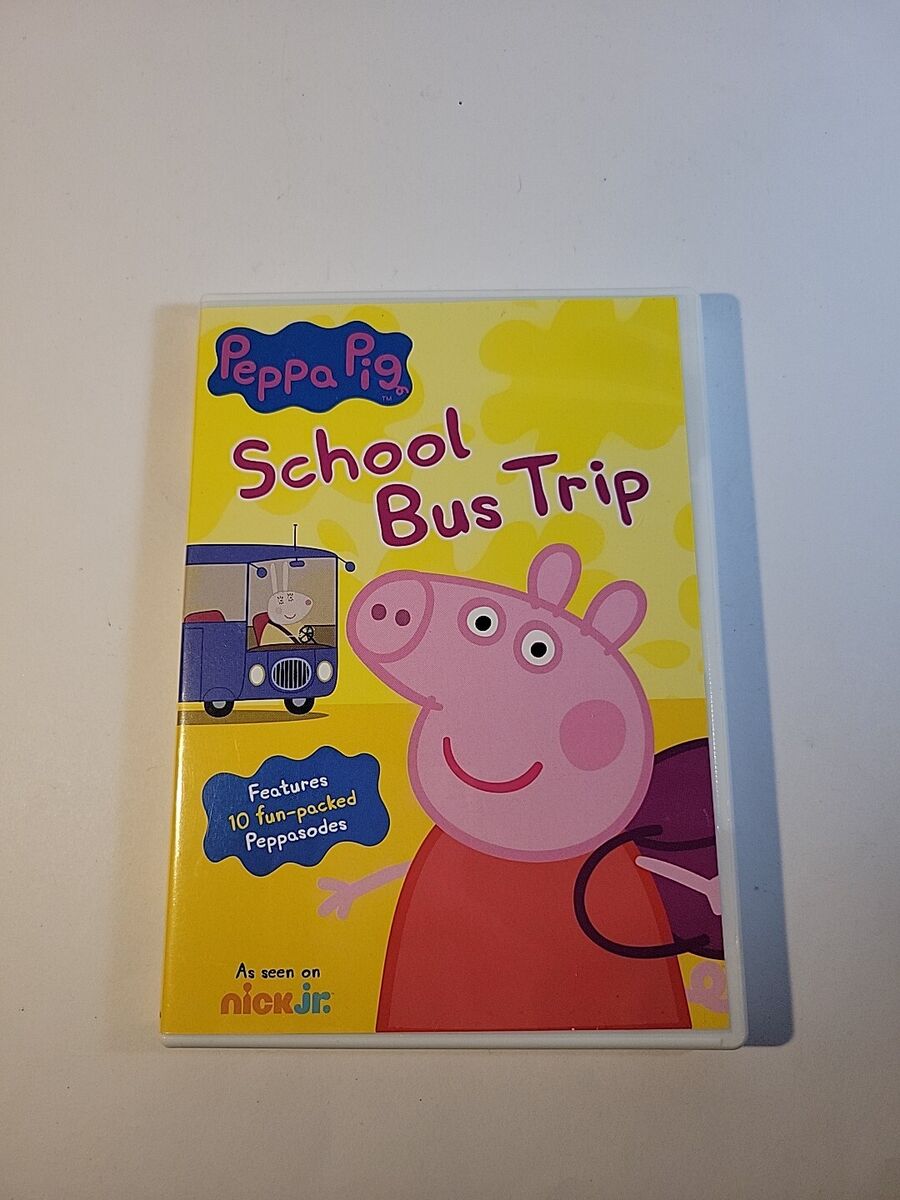 Peppa Pig
TM
School
Bus Trip
Features
10 fun-packed
Peppasodes
As seen on
nick jr.